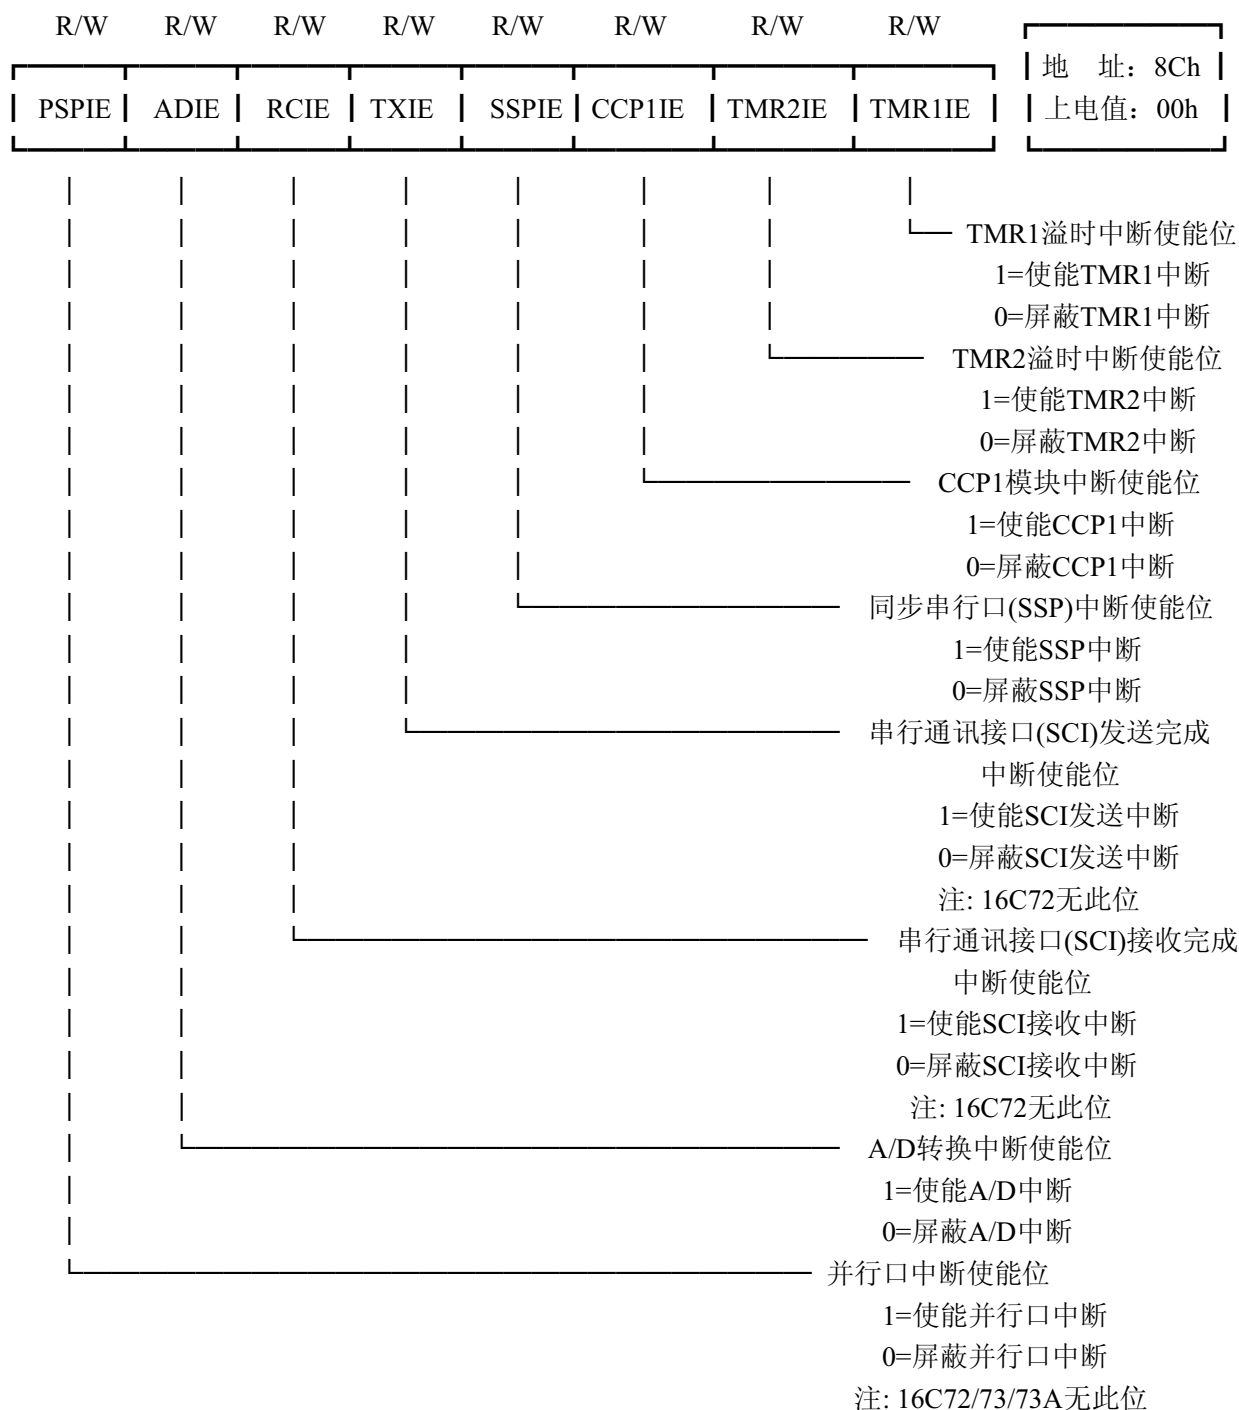 R/W R/W R/W R/W R/W R/W R/W R/W
地 址：8Ch
PSPIE ADIE RCIE TXIE SSPIE CCP1IE TMR2IE TMR1IE 上电值：00h
TMR1溢时中断使能位
1=使能TMR1中断
0=屏蔽TMR1中断
TMR2溢时中断使能位
1=使能TMR2中断
0=屏蔽TMR2中断
CCP1模块中断使能位
1=使能CCP1中断
0=屏蔽CCP1中断
同步串行口(SSP)中断使能位
1=使能SSP中断
0=屏蔽SSP中断
串行通讯接口(SCI)发送完成
中断使能位
1=使能SCI发送中断
0=屏蔽SCI发送中断
注: 16C72无此位
串行通讯接口(SCI)接收完成
中断使能位
1=使能SCI接收中断
0=屏蔽SCI接收中断
注: 16C72无此位
A/D转换中断使能位
1=使能A/D中断
0=屏蔽A/D中断
并行口中断使能位
1=使能并行口中断
0=屏蔽并行口中断
注: 16C72/73/73A无此位